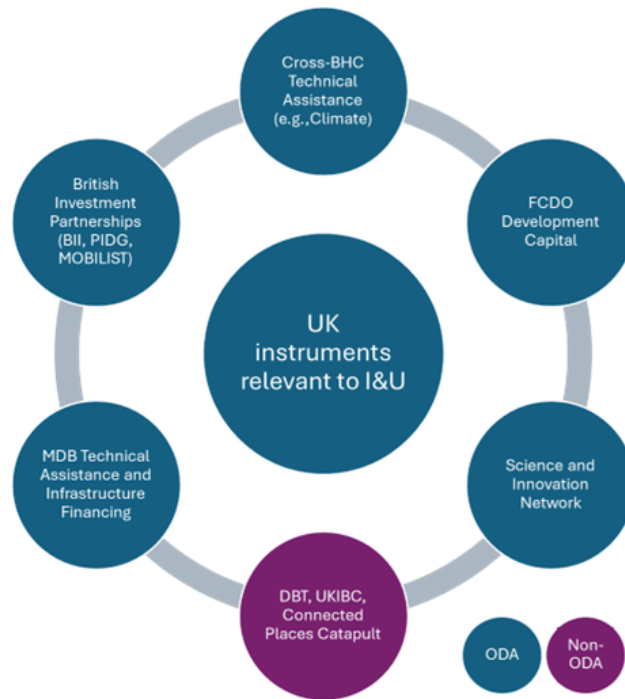 Cross-BHC
Technical
Assistance
(e.g.,Climate)
British
Investment
Partnerships
(BII, PIDG,
MOBILIST)
FCDO
Development
Capital
UK
instruments
relevant to I&U
MDB Technical
Assistance and
Infrastructure
Financing
Science and
Innovation
Network
DBT, UKIBC,
Connected
Places Catapult
ODA
Non-
ODA